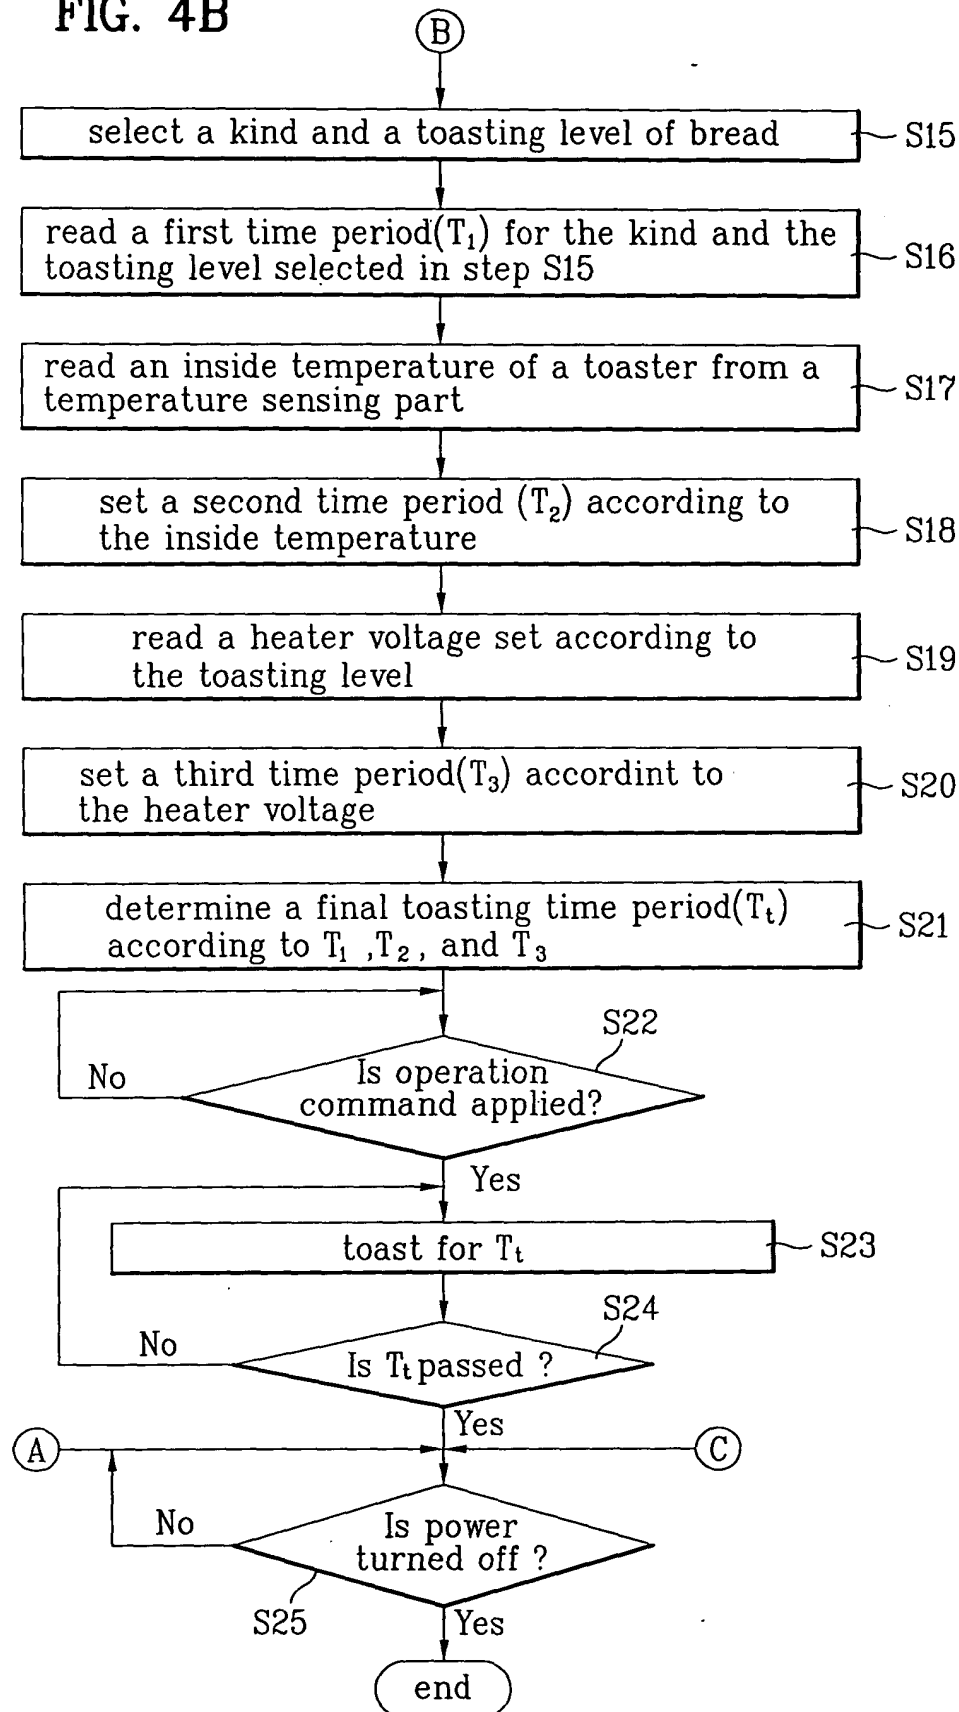 FIG. 4B
B
select a kind and a toasting level of bread
S15
read a first time period(T₁) for the kind and the
toasting level selected in step S15
S16
read an inside temperature of a toaster from a
temperature sensing part
S17
set a second time period (T₂) according to
the inside temperature
S18
read a heater voltage set according to
the toasting level
S19
set a third time period(T₃) accordint to
the heater voltage
S20
determine a final toasting time period(Tₜ)
according to T₁ ,T₂, and T₃
S21
S22
Is operation
command applied?
No
Yes
toast for Tₜ
S23
S24
Is Tₜ passed ?
No
Yes
A
C
Is power
turned off ?
No
S25
Yes
end